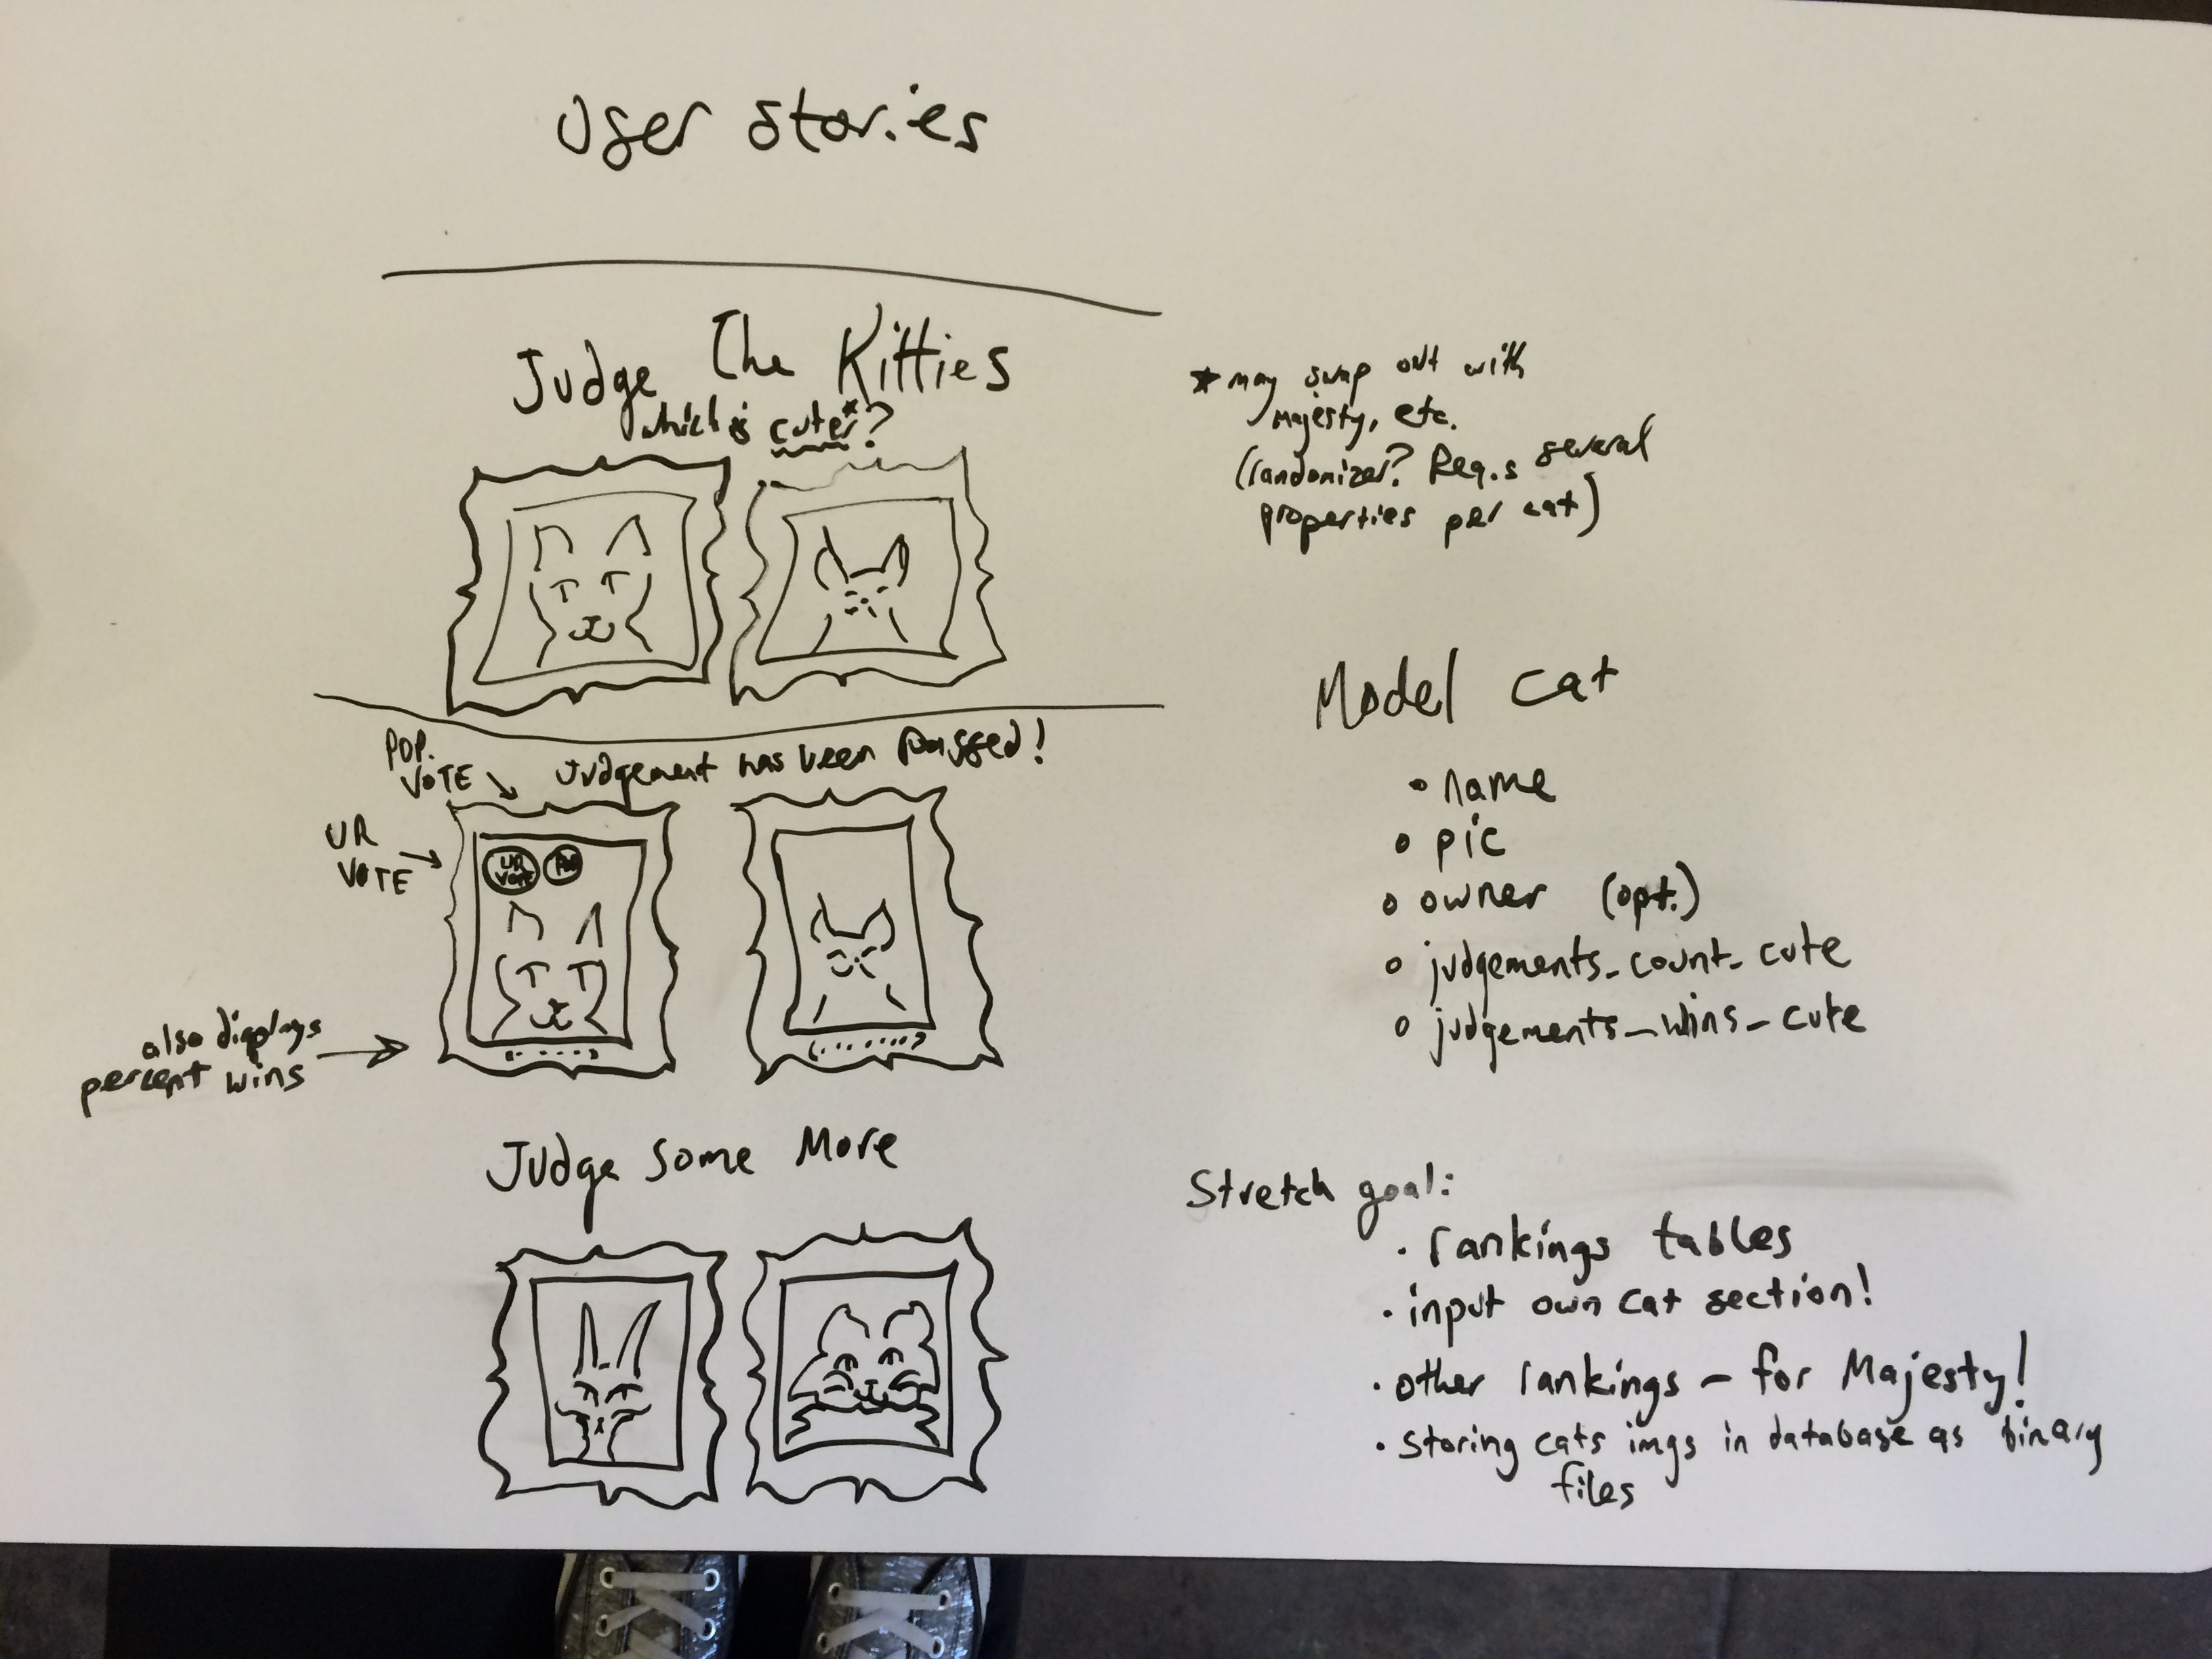 User stories
Judge The Kitties
which is cuter*?
* may swap out with
majesty, etc.
(randomizer? Req.s several
properties per cat)
POP.
VOTE
Judgement has been Passed!
UR
VOTE
UR
VOTE
POP
also displays
percent wins
Judge Some More
Model cat
name
pic
owner (opt.)
judgements_count_cute
judgements_wins_cute
Stretch goal:
· rankings tables
· input own cat section!
· other rankings - for Majesty!
· storing cats imgs in database as binary
files